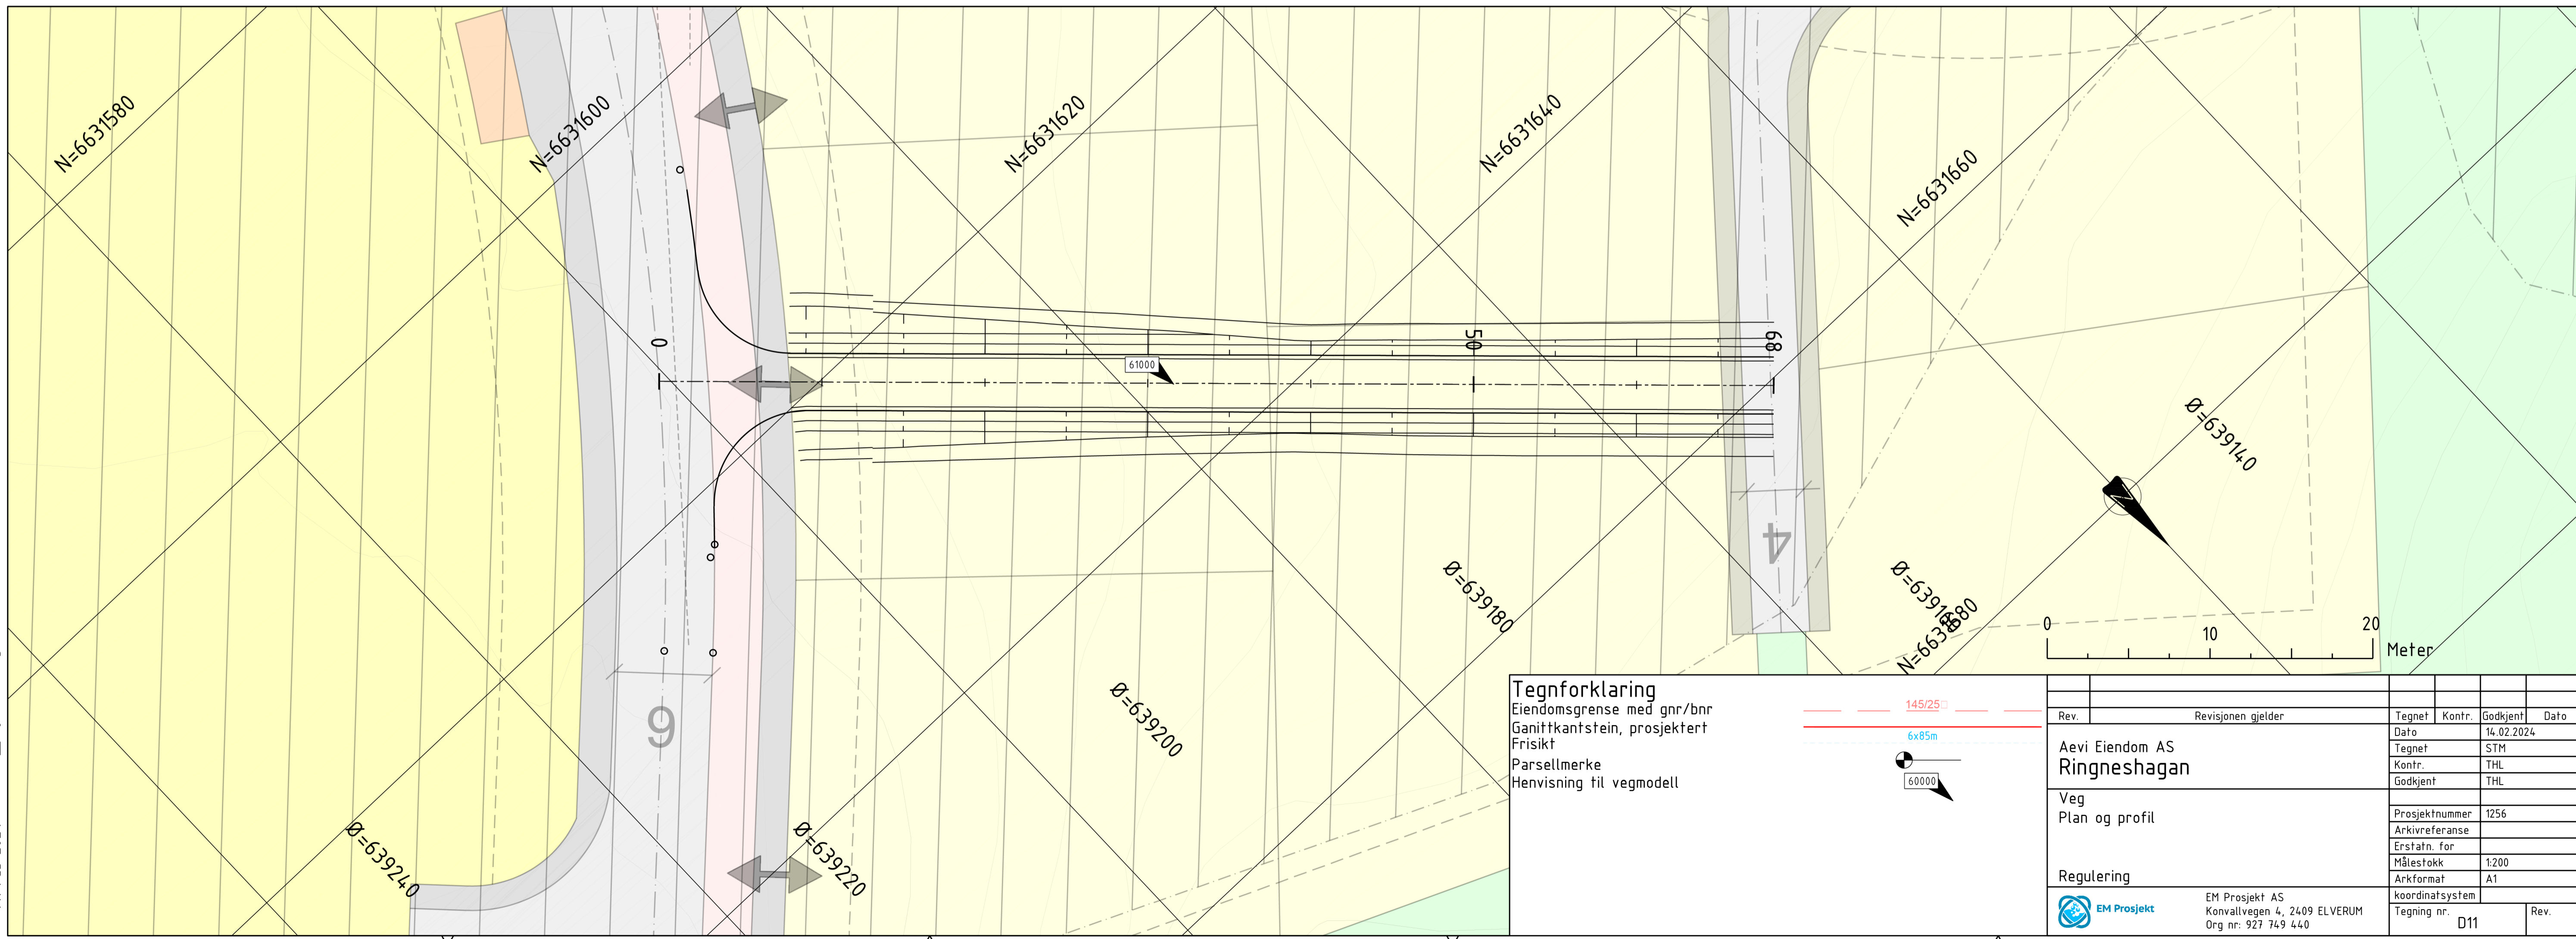 N=6631580
N=6631600
N=6631620
N=6631640
N=6631660
0
50
68
61000
Ø=639140
4
Ø=639180
Ø=639160
N=6631680
0
10
20
Meter
6
Ø=639200
Ø=639240
Ø=639220
Tegnforklaring
Eiendomsgrense med gnr/bnr
145/25
Ganittkantstein, prosjektert
Frisikt
6x85m
Parsellmerke
Henvisning til vegmodell
60000
Rev.
Revisjonen gjelder
Tegnet
Kontr.
Godkjent
Dato
Aevi Eiendom AS
Ringneshagan
Veg
Plan og profil
Regulering
Dato 14.02.2024
Tegnet STM
Kontr. THL
Godkjent THL
Prosjektnummer 1256
Arkivreferanse
Erstatn. for
Målestokk 1:200
Arkformat A1
koordinatsystem
Tegning nr.
D11
Rev.
EM Prosjekt
EM Prosjekt AS
Konvallvegen 4, 2409 ELVERUM
Org nr: 927 749 440